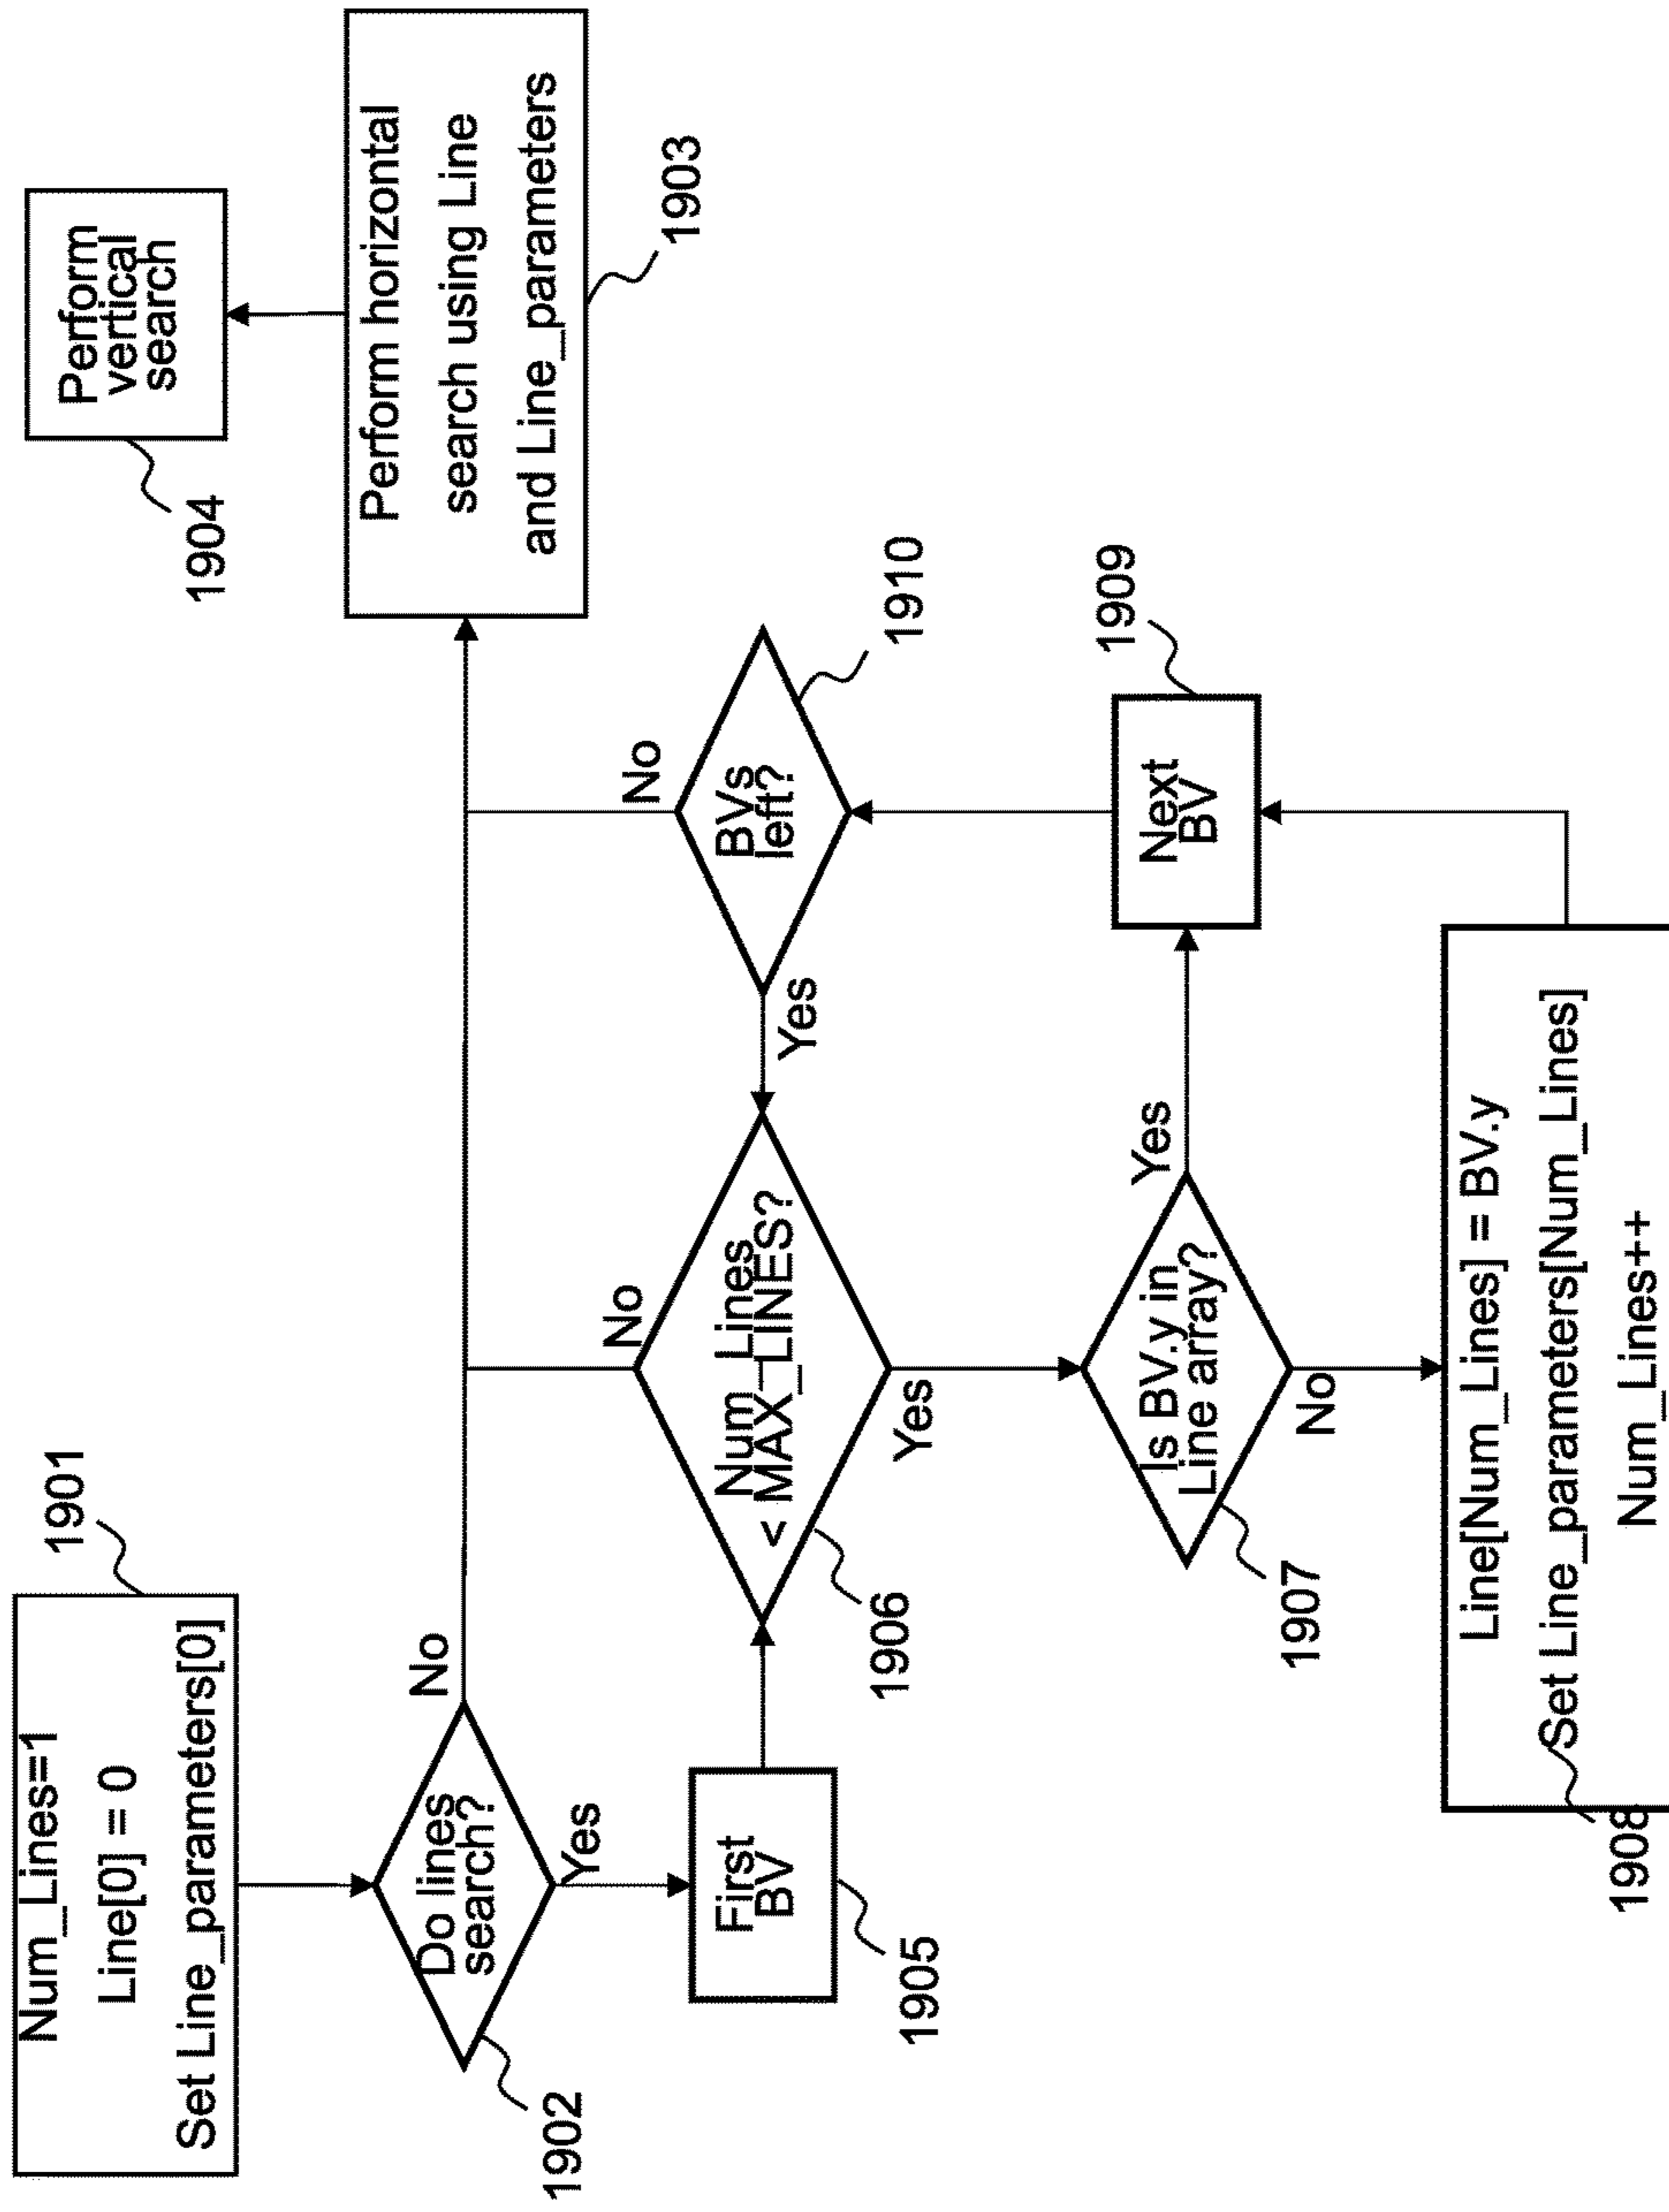 Num_Lines=1
Line[0] = 0
Set Line_parameters[0]
1901
Do lines
search?
1902
No
Yes
First
BV
1905
Num_Lines
< MAX_LINES?
1906
No
Yes
Is BV.y in
Line array?
1907
Yes
No
Line[Num_Lines] = BV.y
Set Line_parameters[Num_Lines]
Num_Lines++
1908
Next
BV
1909
BVs
left?
1910
No
Yes
Perform horizontal
search using Line
and Line_parameters
1903
Perform
vertical
search
1904